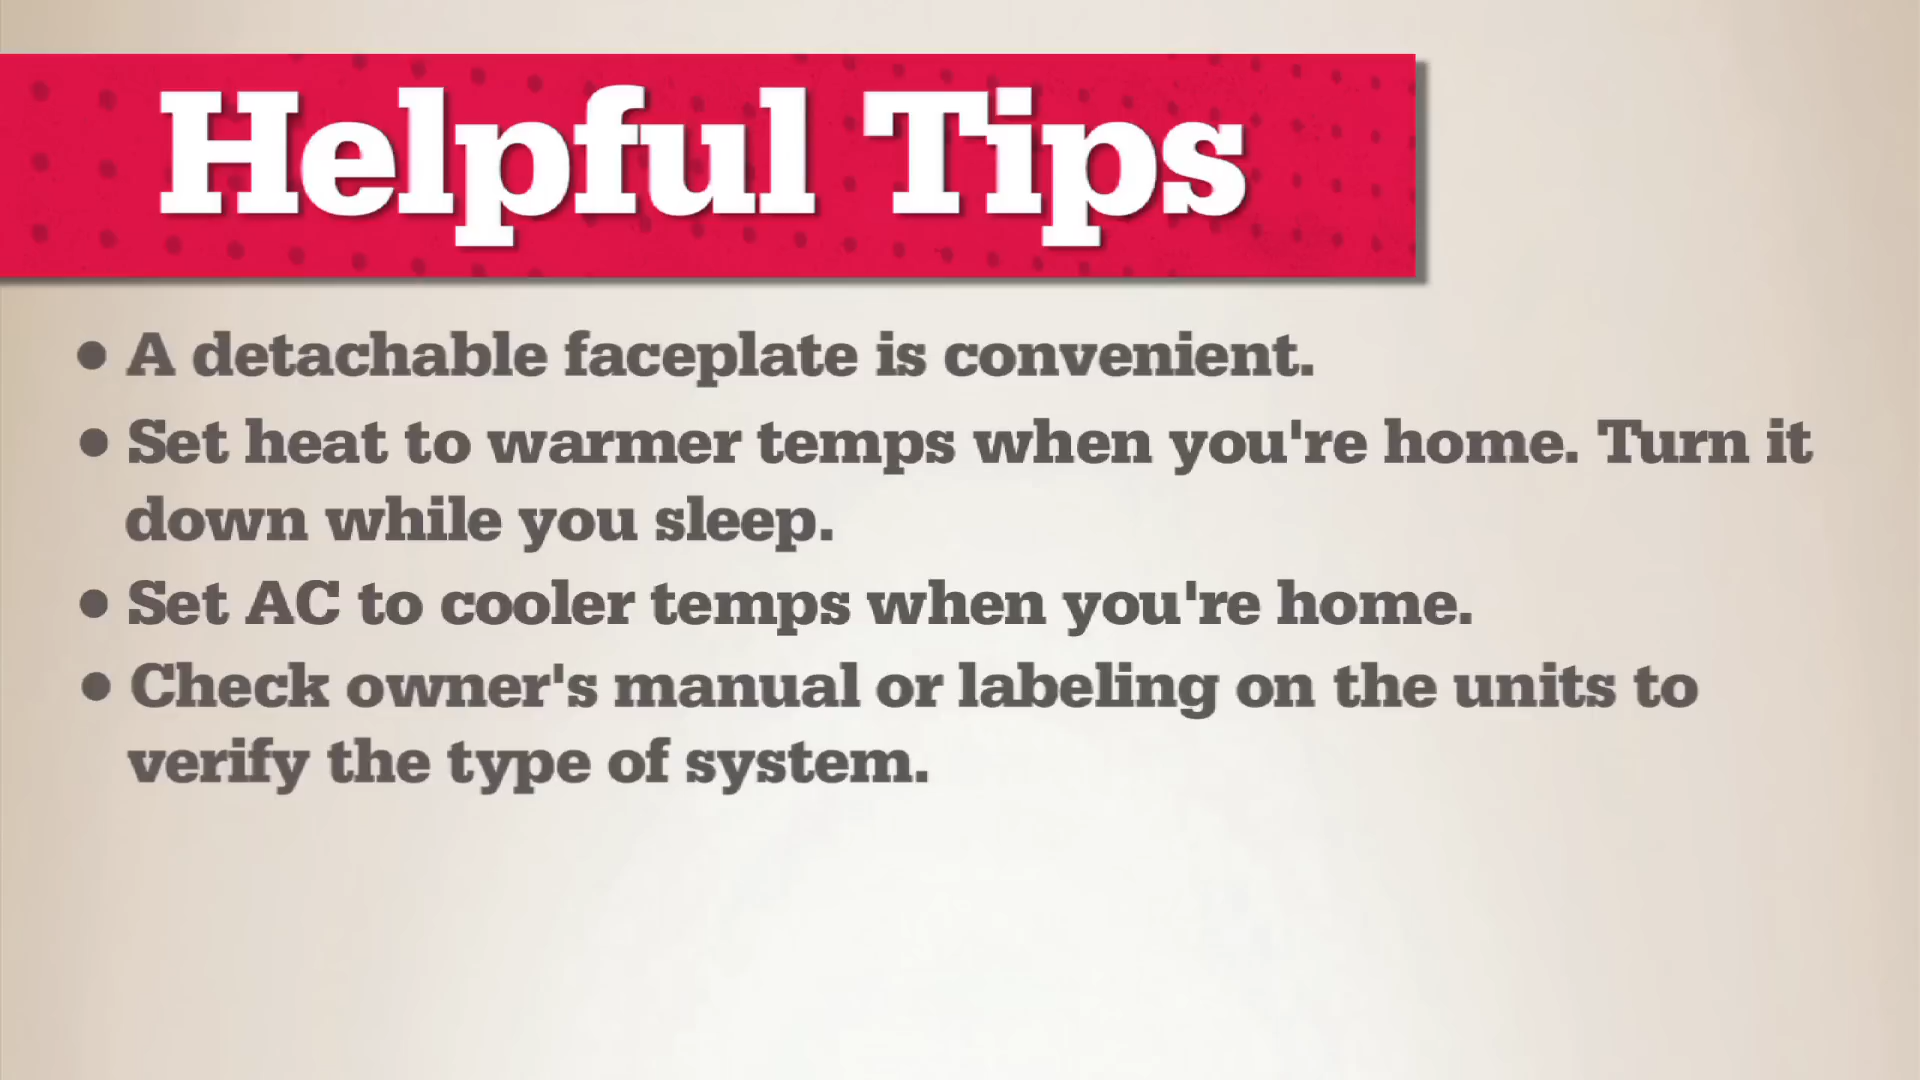 Helpful Tips
• A detachable faceplate is convenient.
• Set heat to warmer temps when you're home. Turn it
down while you sleep.
• Set AC to cooler temps when you're home.
• Check owner's manual or labeling on the units to
verify the type of system.